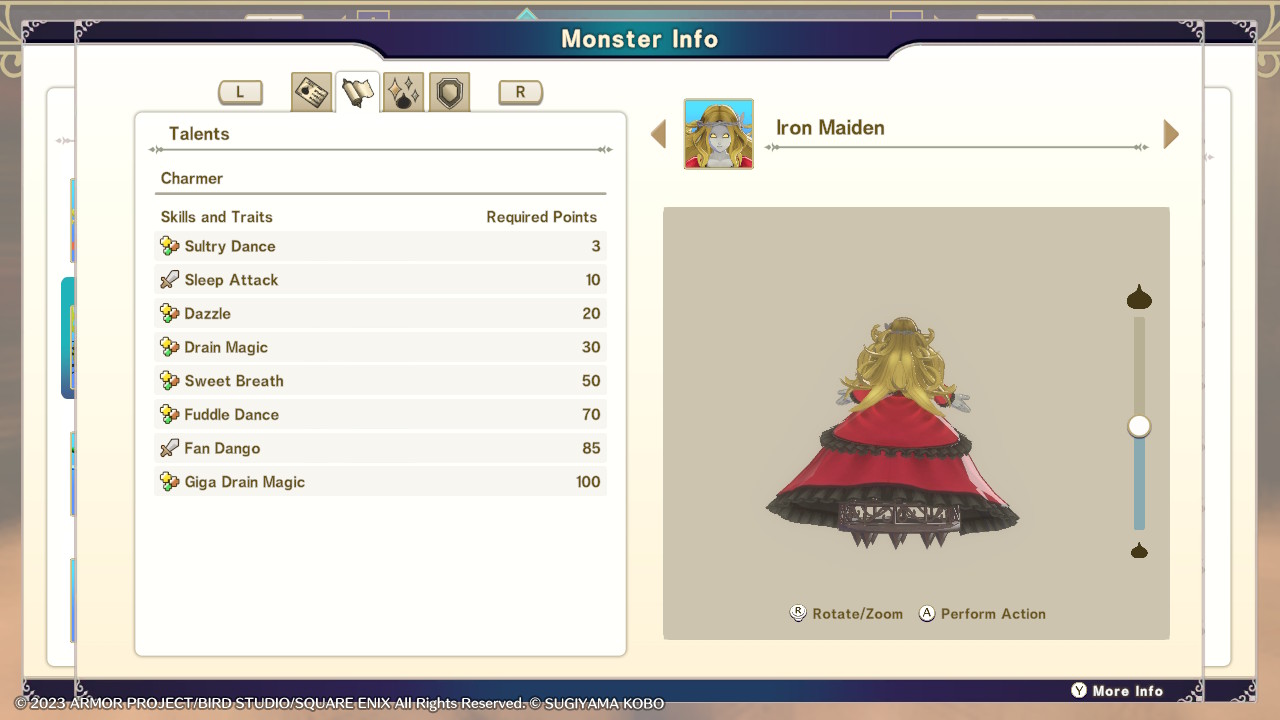 Monster Info
L
R
Talents
Charmer
Skills and Traits Required Points
Sultry Dance 3
Sleep Attack 10
Dazzle 20
Drain Magic 30
Sweet Breath 50
Fuddle Dance 70
Fan Dango 85
Giga Drain Magic 100
Iron Maiden
R Rotate/Zoom A Perform Action
Y More Info
© 2023 ARMOR PROJECT/BIRD STUDIO/SQUARE ENIX All Rights Reserved. © SUGIYAMA KOBO